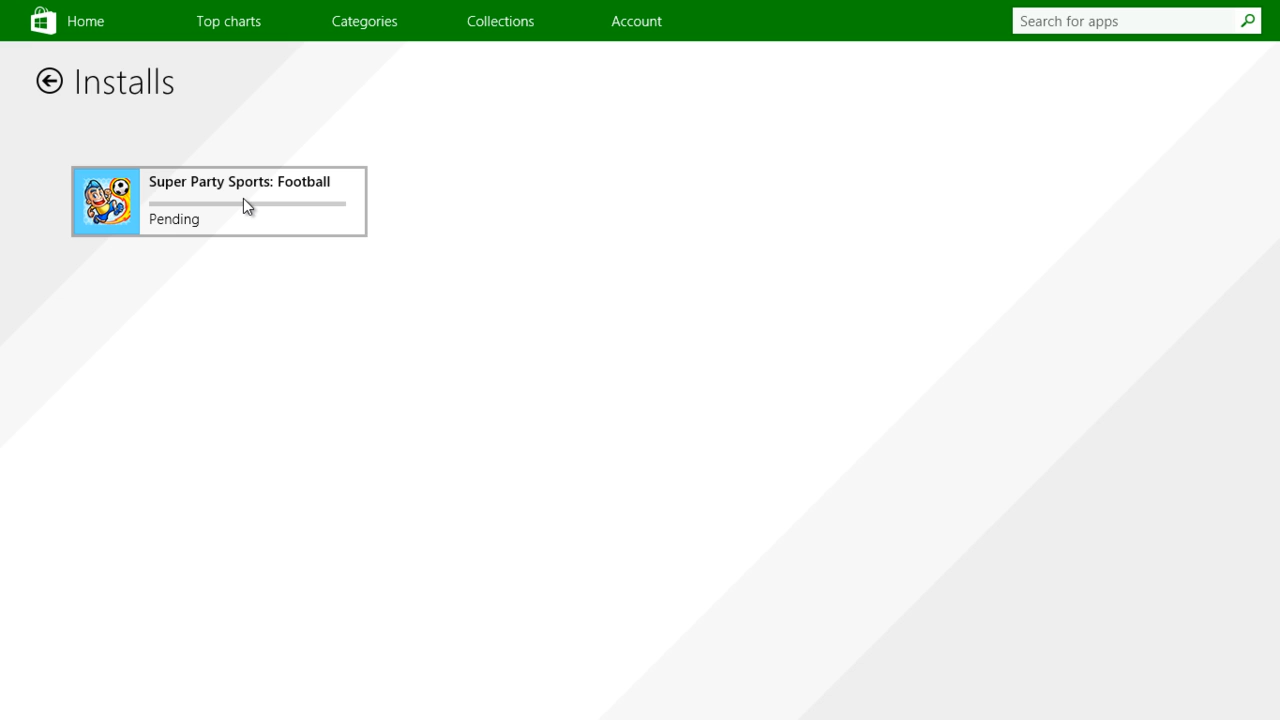 Home Top charts Categories Collections Account Search for apps
Installs
Super Party Sports: Football
Pending